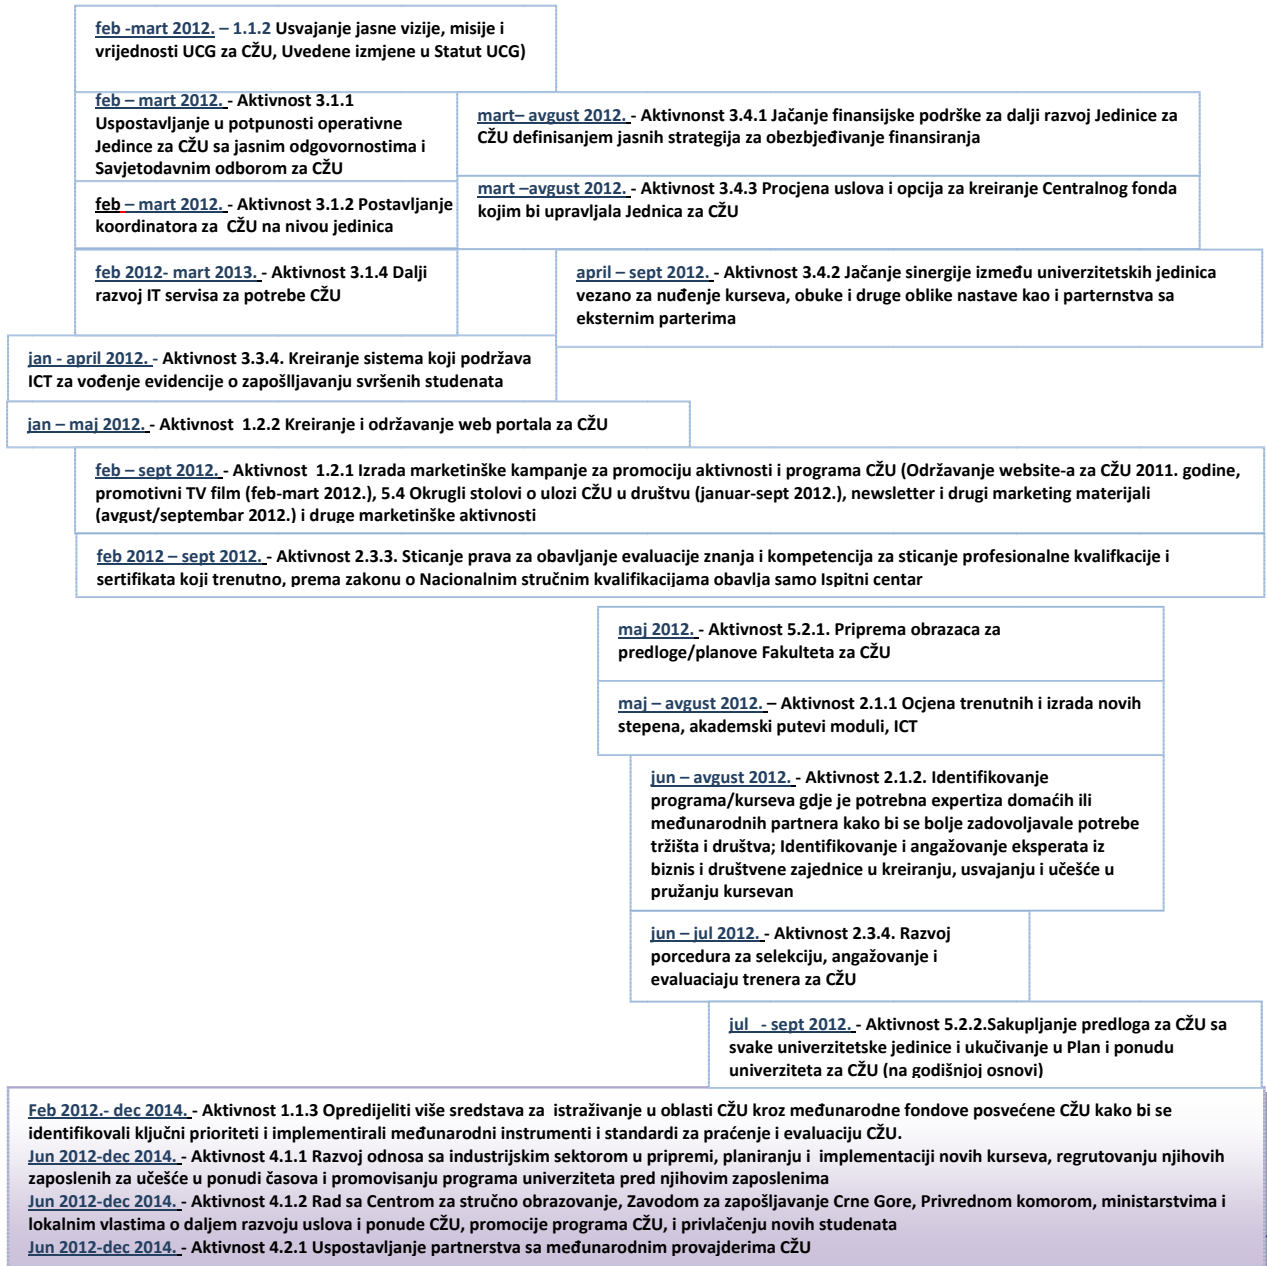 feb -mart 2012. – 1.1.2 Usvajanje jasne vizije, misije i
vrijednosti UCG za CŽU, Uvedene izmjene u Statut UCG)
feb – mart 2012. - Aktivnost 3.1.1
Uspostavljanje u potpunosti operativne
Jedince za CŽU sa jasnim odgovornostima i
Savjetodavnim odborom za CŽU
mart– avgust 2012. - Aktivnonst 3.4.1 Jačanje finansijske podrške za dalji razvoj Jedinice za
CŽU definisanjem jasnih strategija za obezbjeđivanje finansiranja
feb – mart 2012. - Aktivnost 3.1.2 Postavljanje
koordinatora za CŽU na nivou jedinica
mart –avgust 2012. - Aktivnost 3.4.3 Procjena uslova i opcija za kreiranje Centralnog fonda
kojim bi upravljala Jednica za CŽU
feb 2012- mart 2013. - Aktivnost 3.1.4 Dalji
razvoj IT servisa za potrebe CŽU
april – sept 2012. - Aktivnost 3.4.2 Jačanje sinergije između univerzitetskih jedinica
vezano za nuđenje kurseva, obuke i druge oblike nastave kao i parternstva sa
eksternim parterima
jan - april 2012. - Aktivnost 3.3.4. Kreiranje sistema koji podržava
ICT za vođenje evidencije o zapošlljavanju svršenih studenata
jan – maj 2012. - Aktivnost 1.2.2 Kreiranje i održavanje web portala za CŽU
feb – sept 2012. - Aktivnost 1.2.1 Izrada marketinške kampanje za promociju aktivnosti i programa CŽU (Održavanje website-a za CŽU 2011. godine,
promotivni TV film (feb-mart 2012.), 5.4 Okrugli stolovi o ulozi CŽU u društvu (januar-sept 2012.), newsletter i drugi marketing materijali
(avgust/septembar 2012.) i druge marketinške aktivnosti
feb 2012 – sept 2012. - Aktivnost 2.3.3. Sticanje prava za obavljanje evaluacije znanja i kompetencija za sticanje profesionalne kvalifkacije i
sertifikata koji trenutno, prema zakonu o Nacionalnim stručnim kvalifikacijama obavlja samo Ispitni centar
maj 2012. - Aktivnost 5.2.1. Priprema obrazaca za
predloge/planove Fakulteta za CŽU
maj – avgust 2012. – Aktivnost 2.1.1 Ocjena trenutnih i izrada novih
stepena, akademski putevi moduli, ICT
jun – avgust 2012. - Aktivnost 2.1.2. Identifikovanje
programa/kurseva gdje je potrebna expertiza domaćih ili
međunarodnih partnera kako bi se bolje zadovoljavale potrebe
tržišta i društva; Identifikovanje i angažovanje eksperata iz
biznis i društvene zajednice u kreiranju, usvajanju i učešće u
pružanju kursevan
jun – jul 2012. - Aktivnost 2.3.4. Razvoj
porcedura za selekciju, angažovanje i
evaluaciaju trenera za CŽU
jul - sept 2012. - Aktivnost 5.2.2.Sakupljanje predloga za CŽU sa
svake univerzitetske jedinice i ukučivanje u Plan i ponudu
univerziteta za CŽU (na godišnjoj osnovi)
Feb 2012.- dec 2014. - Aktivnost 1.1.3 Opredijeliti više sredstava za istraživanje u oblasti CŽU kroz međunarodne fondove posvećene CŽU kako bi se
identifikovali ključni prioriteti i implementirali međunarodni instrumenti i standardi za praćenje i evaluaciju CŽU.
Jun 2012-dec 2014. - Aktivnost 4.1.1 Razvoj odnosa sa industrijskim sektorom u pripremi, planiranju i implementaciji novih kurseva, regrutovanju njihovih
zaposlenih za učešće u ponudi časova i promovisanju programa univerziteta pred njihovim zaposlenima
Jun 2012-dec 2014. - Aktivnost 4.1.2 Rad sa Centrom za stručno obrazovanje, Zavodom za zapošljavanje Crne Gore, Privrednom komorom, ministarstvima i
lokalnim vlastima o daljem razvoju uslova i ponude CŽU, promocije programa CŽU, i privlačenju novih studenata
Jun 2012-dec 2014. - Aktivnost 4.2.1 Uspostavljanje partnerstva sa međunarodnim provajderima CŽU